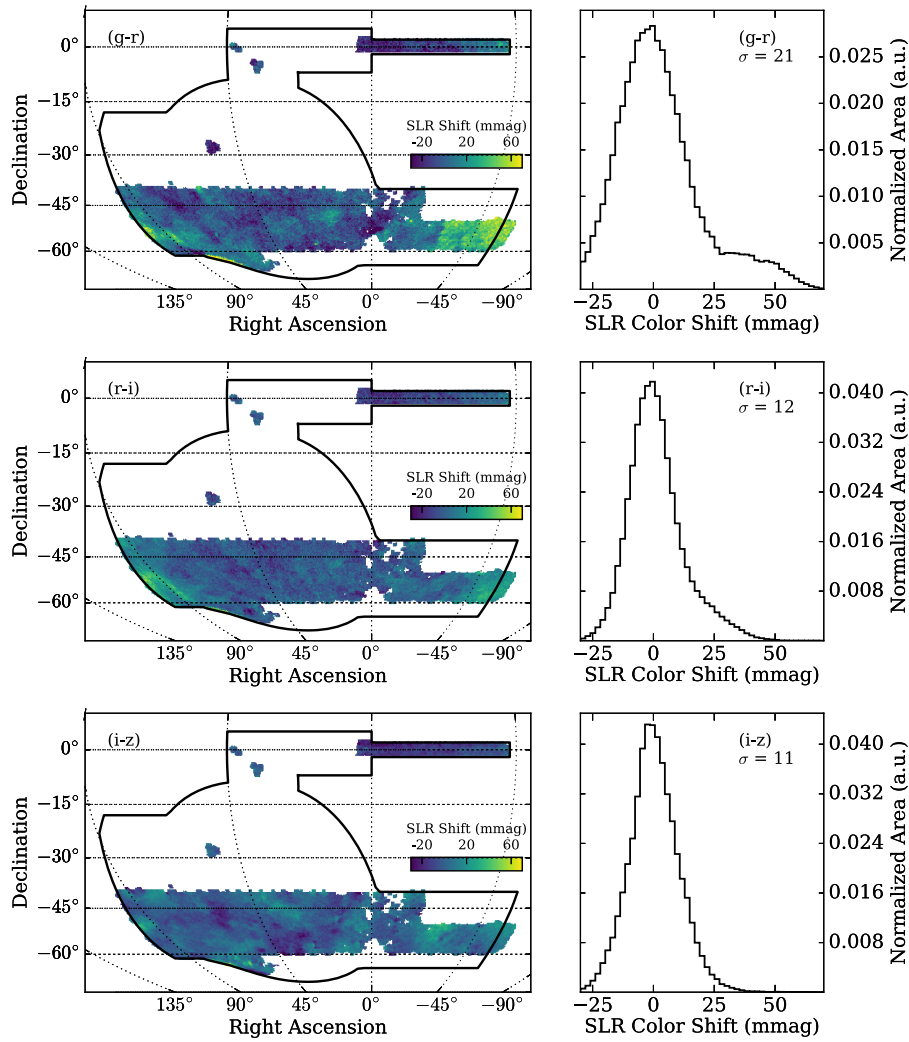 (g-r)
0°
−15°
−30°
−45°
−60°
Declination
SLR Shift (mmag)
-20 20 60
135° 90° 45° 0° −45° −90°
Right Ascension
(g-r)
σ = 21
0.025
0.020
0.015
0.010
0.005
Normalized Area (a.u.)
−25 0 25 50
SLR Color Shift (mmag)
(r-i)
0°
−15°
−30°
−45°
−60°
Declination
SLR Shift (mmag)
-20 20 60
135° 90° 45° 0° −45° −90°
Right Ascension
(r-i)
σ = 12
0.040
0.032
0.024
0.016
0.008
Normalized Area (a.u.)
−25 0 25 50
SLR Color Shift (mmag)
(i-z)
0°
−15°
−30°
−45°
−60°
Declination
SLR Shift (mmag)
-20 20 60
135° 90° 45° 0° −45° −90°
Right Ascension
(i-z)
σ = 11
0.040
0.032
0.024
0.016
0.008
Normalized Area (a.u.)
−25 0 25 50
SLR Color Shift (mmag)